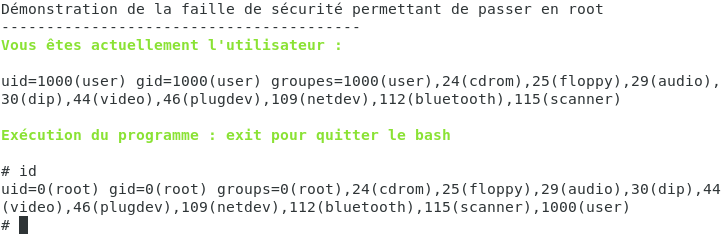 Démonstration de la faille de sécurité permettant de passer en root
----------------------------------------
Vous êtes actuellement l'utilisateur :
uid=1000(user) gid=1000(user) groupes=1000(user),24(cdrom),25(floppy),29(audio),
30(dip),44(video),46(plugdev),109(netdev),112(bluetooth),115(scanner)
Exécution du programme : exit pour quitter le bash
# id
uid=0(root) gid=0(root) groups=0(root),24(cdrom),25(floppy),29(audio),30(dip),44
(video),46(plugdev),109(netdev),112(bluetooth),115(scanner),1000(user)
#